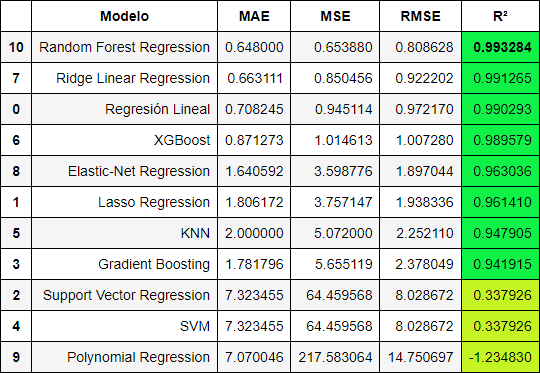 Modelo MAE MSE RMSE R²
10 Random Forest Regression 0.648000 0.653880 0.808628 0.993284
7 Ridge Linear Regression 0.663111 0.850456 0.922202 0.991265
0 Regresión Lineal 0.708245 0.945114 0.972170 0.990293
6 XGBoost 0.871273 1.014613 1.007280 0.989579
8 Elastic-Net Regression 1.640592 3.598776 1.897044 0.963036
1 Lasso Regression 1.806172 3.757147 1.938336 0.961410
5 KNN 2.000000 5.072000 2.252110 0.947905
3 Gradient Boosting 1.781796 5.655119 2.378049 0.941915
2 Support Vector Regression 7.323455 64.459568 8.028672 0.337926
4 SVM 7.323455 64.459568 8.028672 0.337926
9 Polynomial Regression 7.070046 217.583064 14.750697 -1.234830